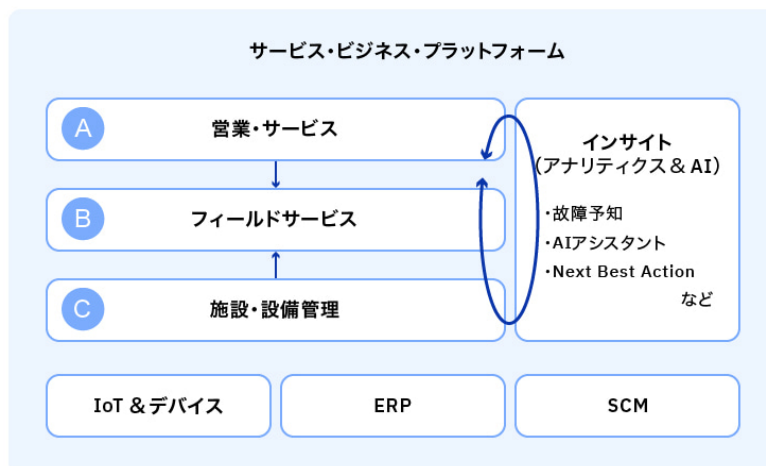 サービス・ビジネス・プラットフォーム
A
営業・サービス
B
フィールドサービス
C
施設・設備管理
インサイト
（アナリティクス & AI）
・故障予知
・AIアシスタント
・Next Best Action
など
IoT & デバイス
ERP
SCM